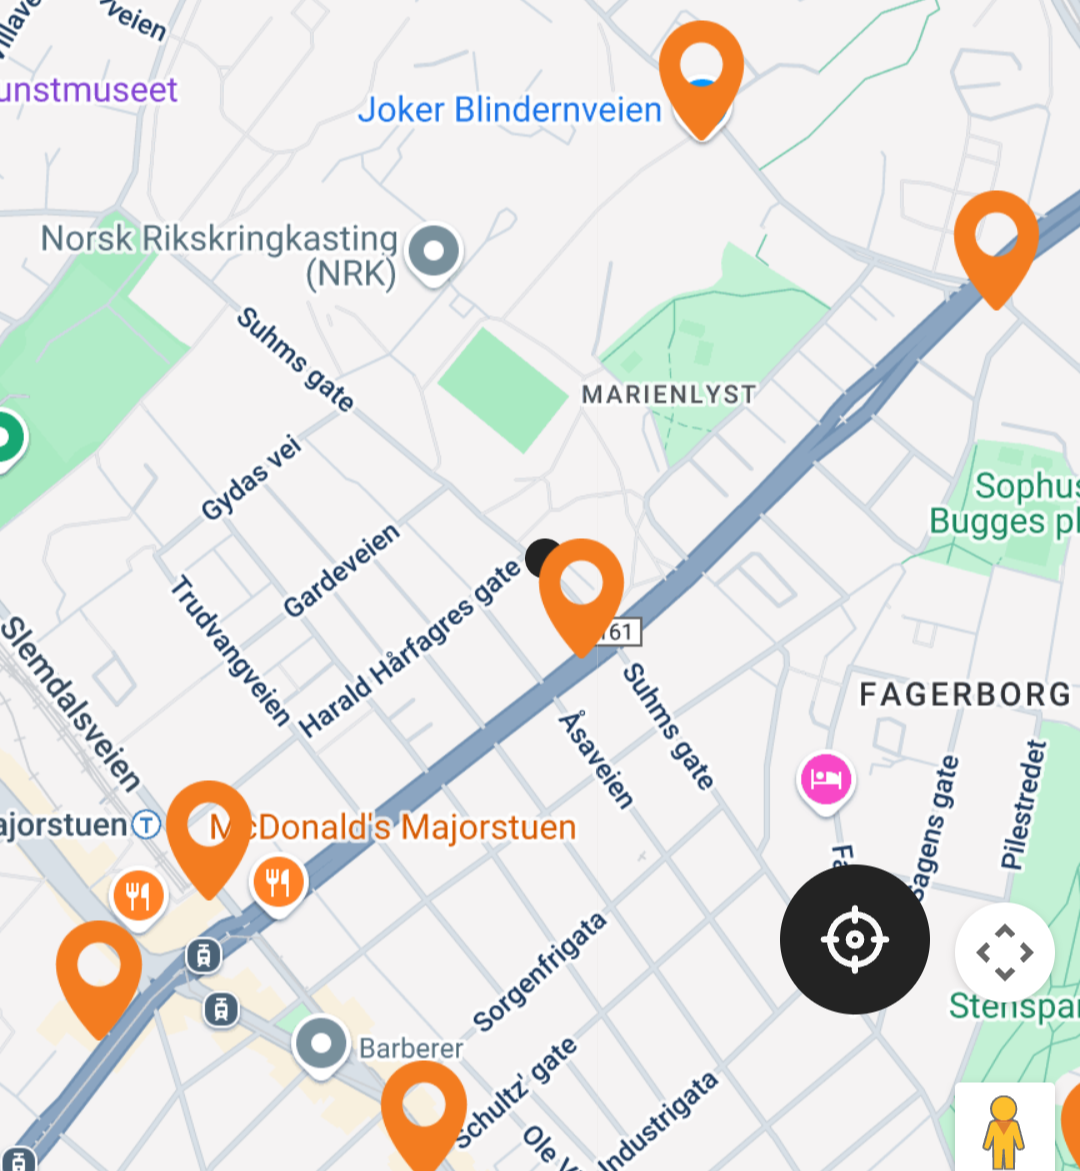 veien
unstmuseet
Joker Blindernveien
Norsk Rikskringkasting
(NRK)
Suhms gate
MARIENLYST
Gydas vei
Sophus
Bugges pl
Gardeveien
Harald Hårfagres gate
Trudvangveien
Slemdalsveien
161
Suhms gate
FAGERBORG
Åsaveien
Pilestredet
Sagens gate
ajorstuen T
McDonald's Majorstuen
Fa
Sorgenfrigata
Stenspar
Barberer
Schultz' gate
Industrigata
Ole V